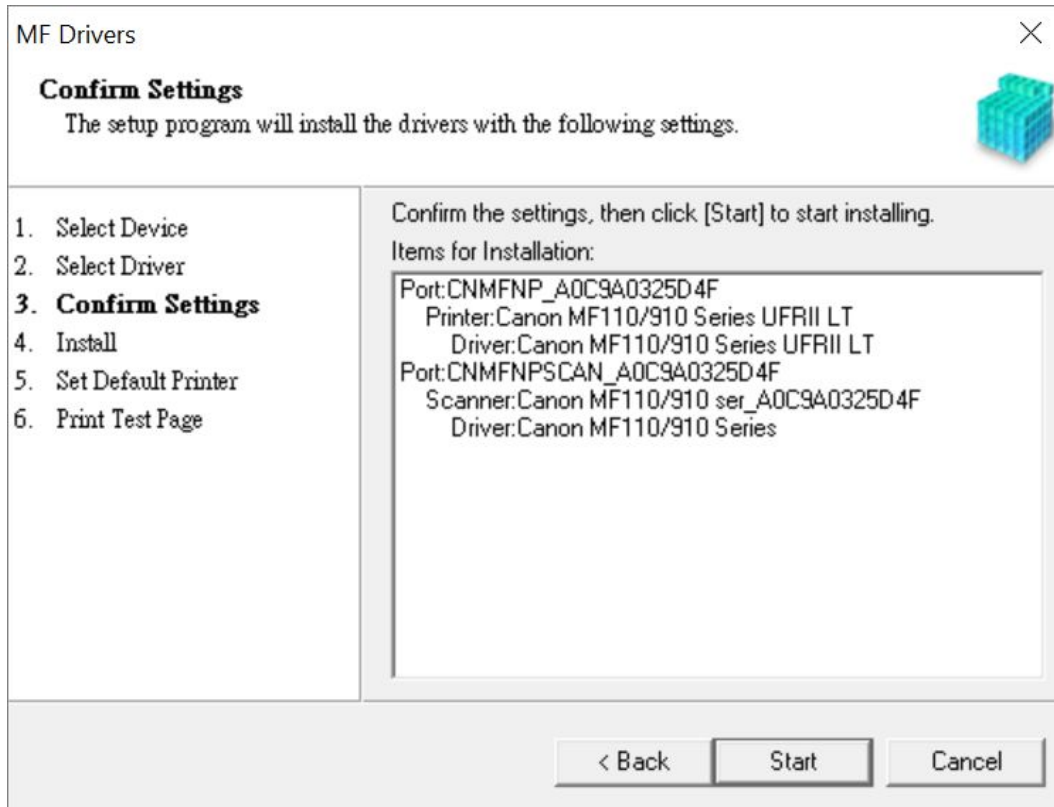 MF Drivers
Confirm Settings
The setup program will install the drivers with the following settings.
1. Select Device
2. Select Driver
3. Confirm Settings
4. Install
5. Set Default Printer
6. Print Test Page
Confirm the settings, then click [Start] to start installing.
Items for Installation:
Port:CNMFNP_A0C9A0325D4F
Printer:Canon MF110/910 Series UFRII LT
Driver:Canon MF110/910 Series UFRII LT
Port:CNMFNPSCAN_A0C9A0325D4F
Scanner:Canon MF110/910 ser_A0C9A0325D4F
Driver:Canon MF110/910 Series
< Back
Start
Cancel